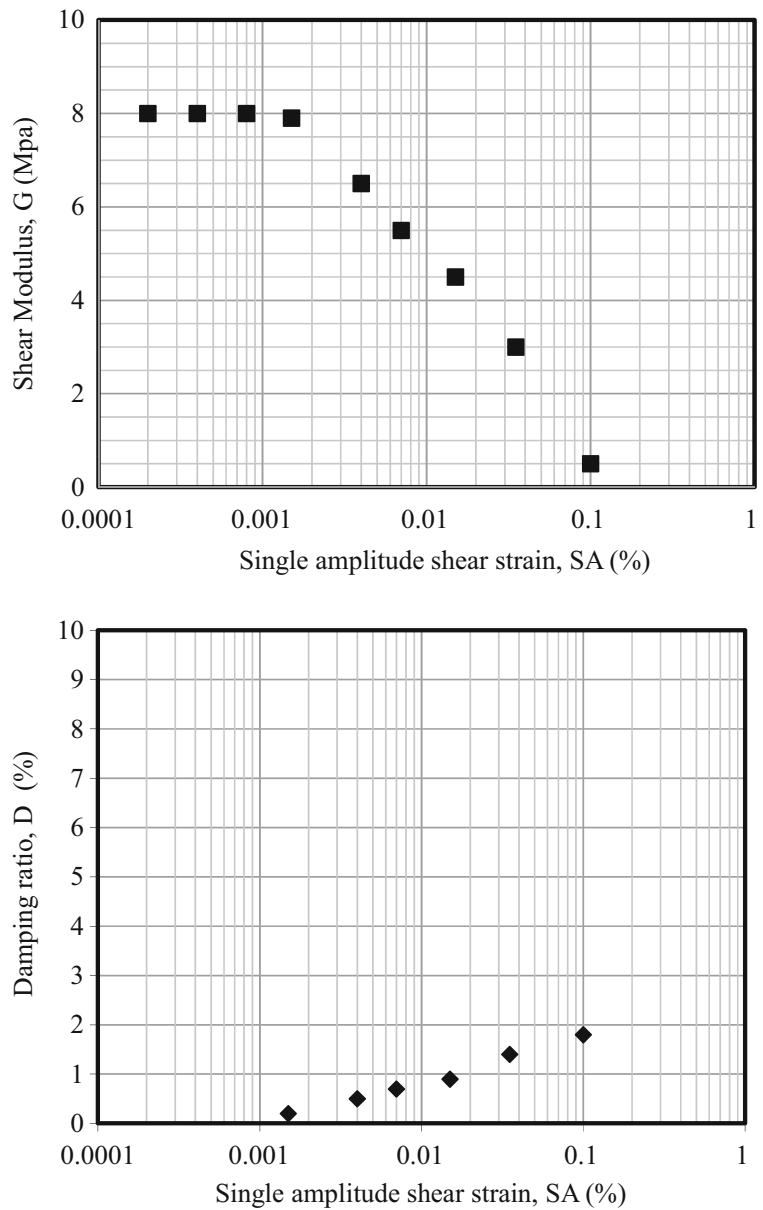 10
8
6
4
2
0
Shear Modulus, G (Mpa)
0.0001 0.001 0.01 0.1 1
Single amplitude shear strain, SA (%)
10
9
8
7
6
5
4
3
2
1
0
Damping ratio, D (%)
0.0001 0.001 0.01 0.1 1
Single amplitude shear strain, SA (%)